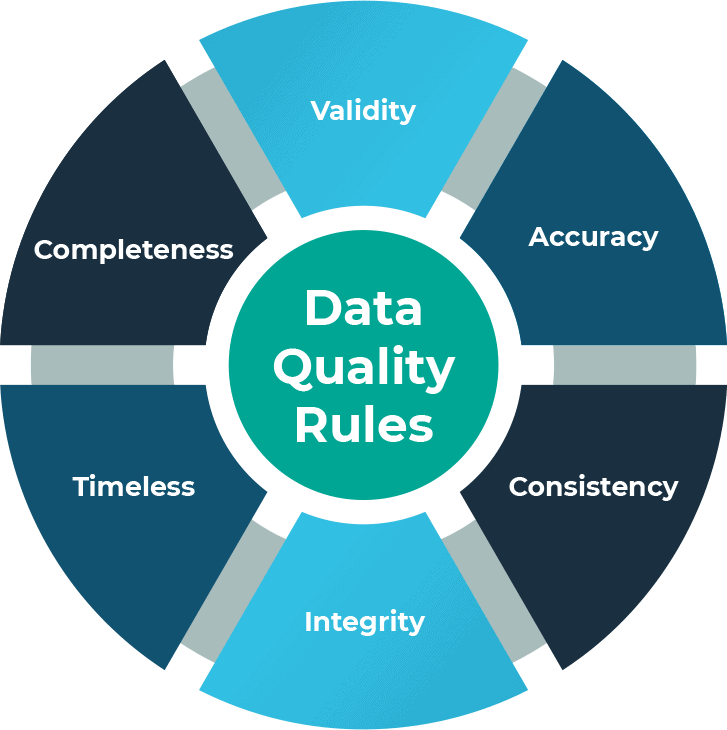 Validity
Accuracy
Completeness
Data
Quality
Rules
Timeless
Consistency
Integrity